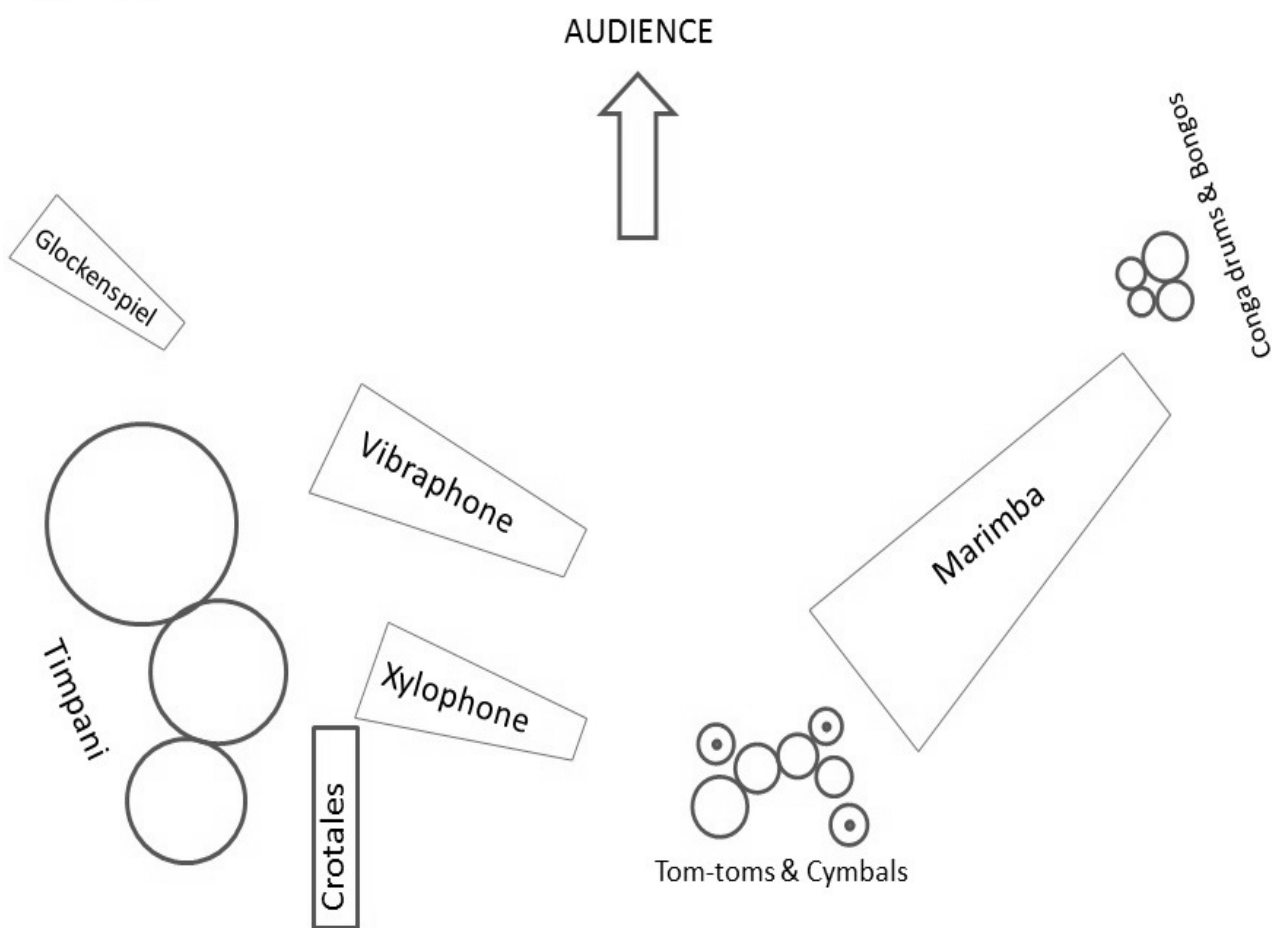 AUDIENCE
Conga drums & Bongos
Glockenspiel
Vibraphone
Marimba
Timpani
Xylophone
Crotales
Tom-toms & Cymbals